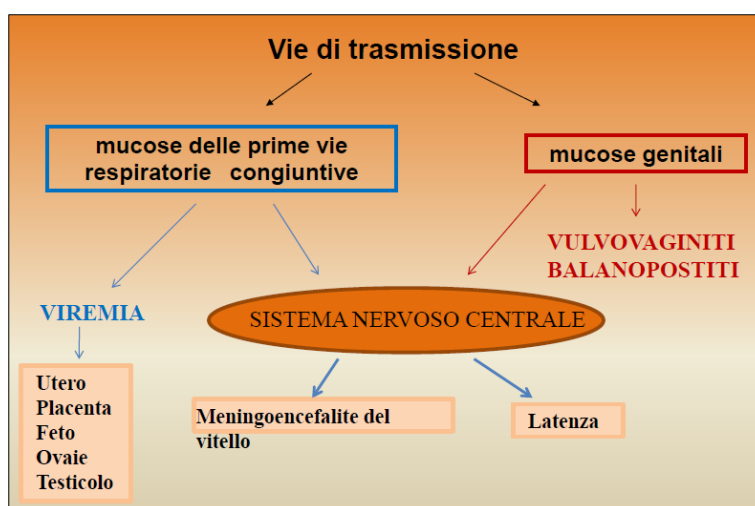 Vie di trasmissione
mucose delle prime vie
respiratorie congiuntive
mucose genitali
VULVOVAGINITI
BALANOPOSTITI
VIREMIA
SISTEMA NERVOSO CENTRALE
Utero
Placenta
Feto
Ovaie
Testicolo
Meningoencefalite del
vitello
Latenza